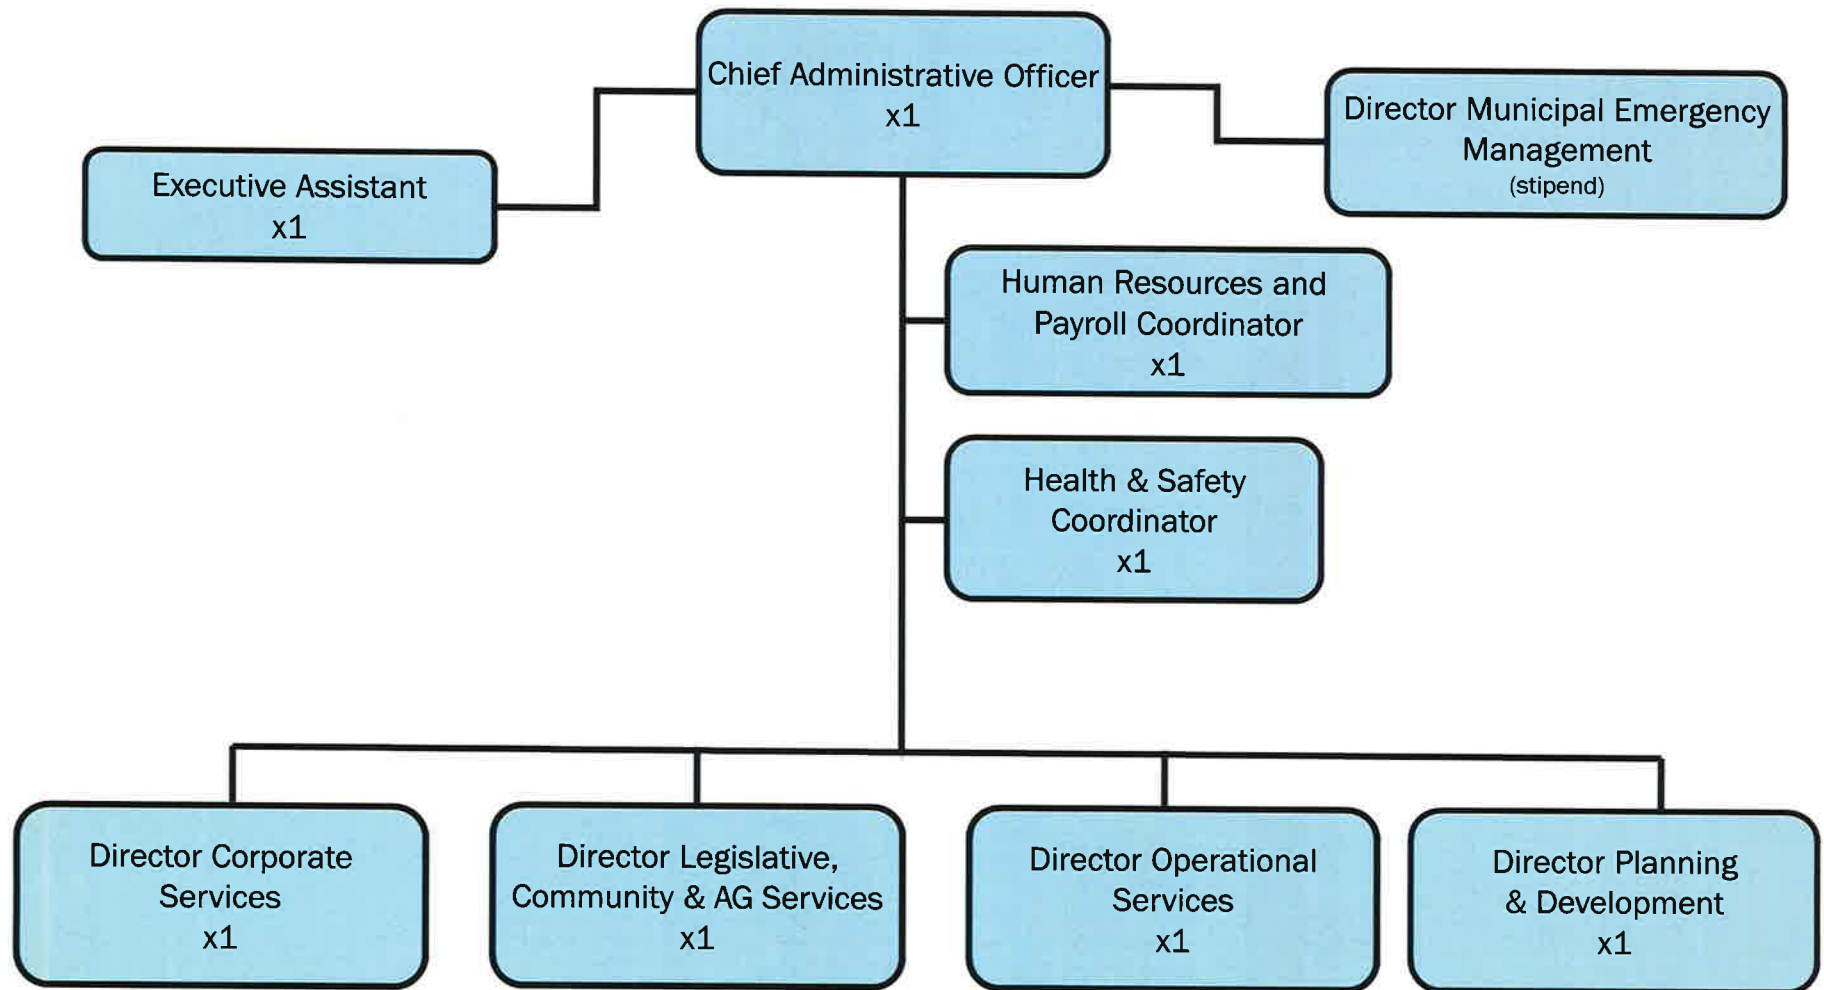 Chief Administrative Officer
x1
Director Municipal Emergency
Management
(stipend)
Executive Assistant
x1
Human Resources and
Payroll Coordinator
x1
Health & Safety
Coordinator
x1
Director Corporate
Services
x1
Director Legislative,
Community & AG Services
x1
Director Operational
Services
x1
Director Planning
& Development
x1